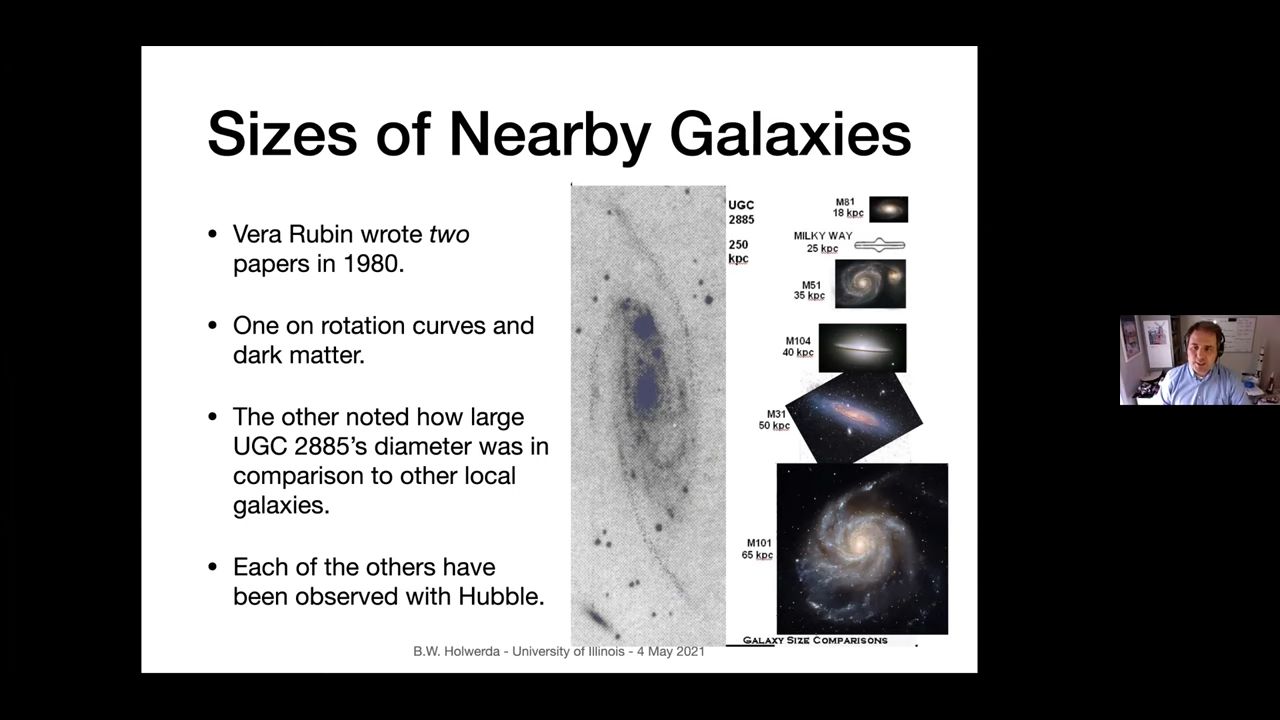 Sizes of Nearby Galaxies
• Vera Rubin wrote two
papers in 1980.
• One on rotation curves and
dark matter.
• The other noted how large
UGC 2885’s diameter was in
comparison to other local
galaxies.
• Each of the others have
been observed with Hubble.
UGC
2885
250
kpc
M81
18 kpc
MILKY WAY
25 kpc
M51
35 kpc
M104
40 kpc
M31
50 kpc
M101
65 kpc
GALAXY SIZE COMPARISONS
B.W. Holwerda - University of Illinois - 4 May 2021